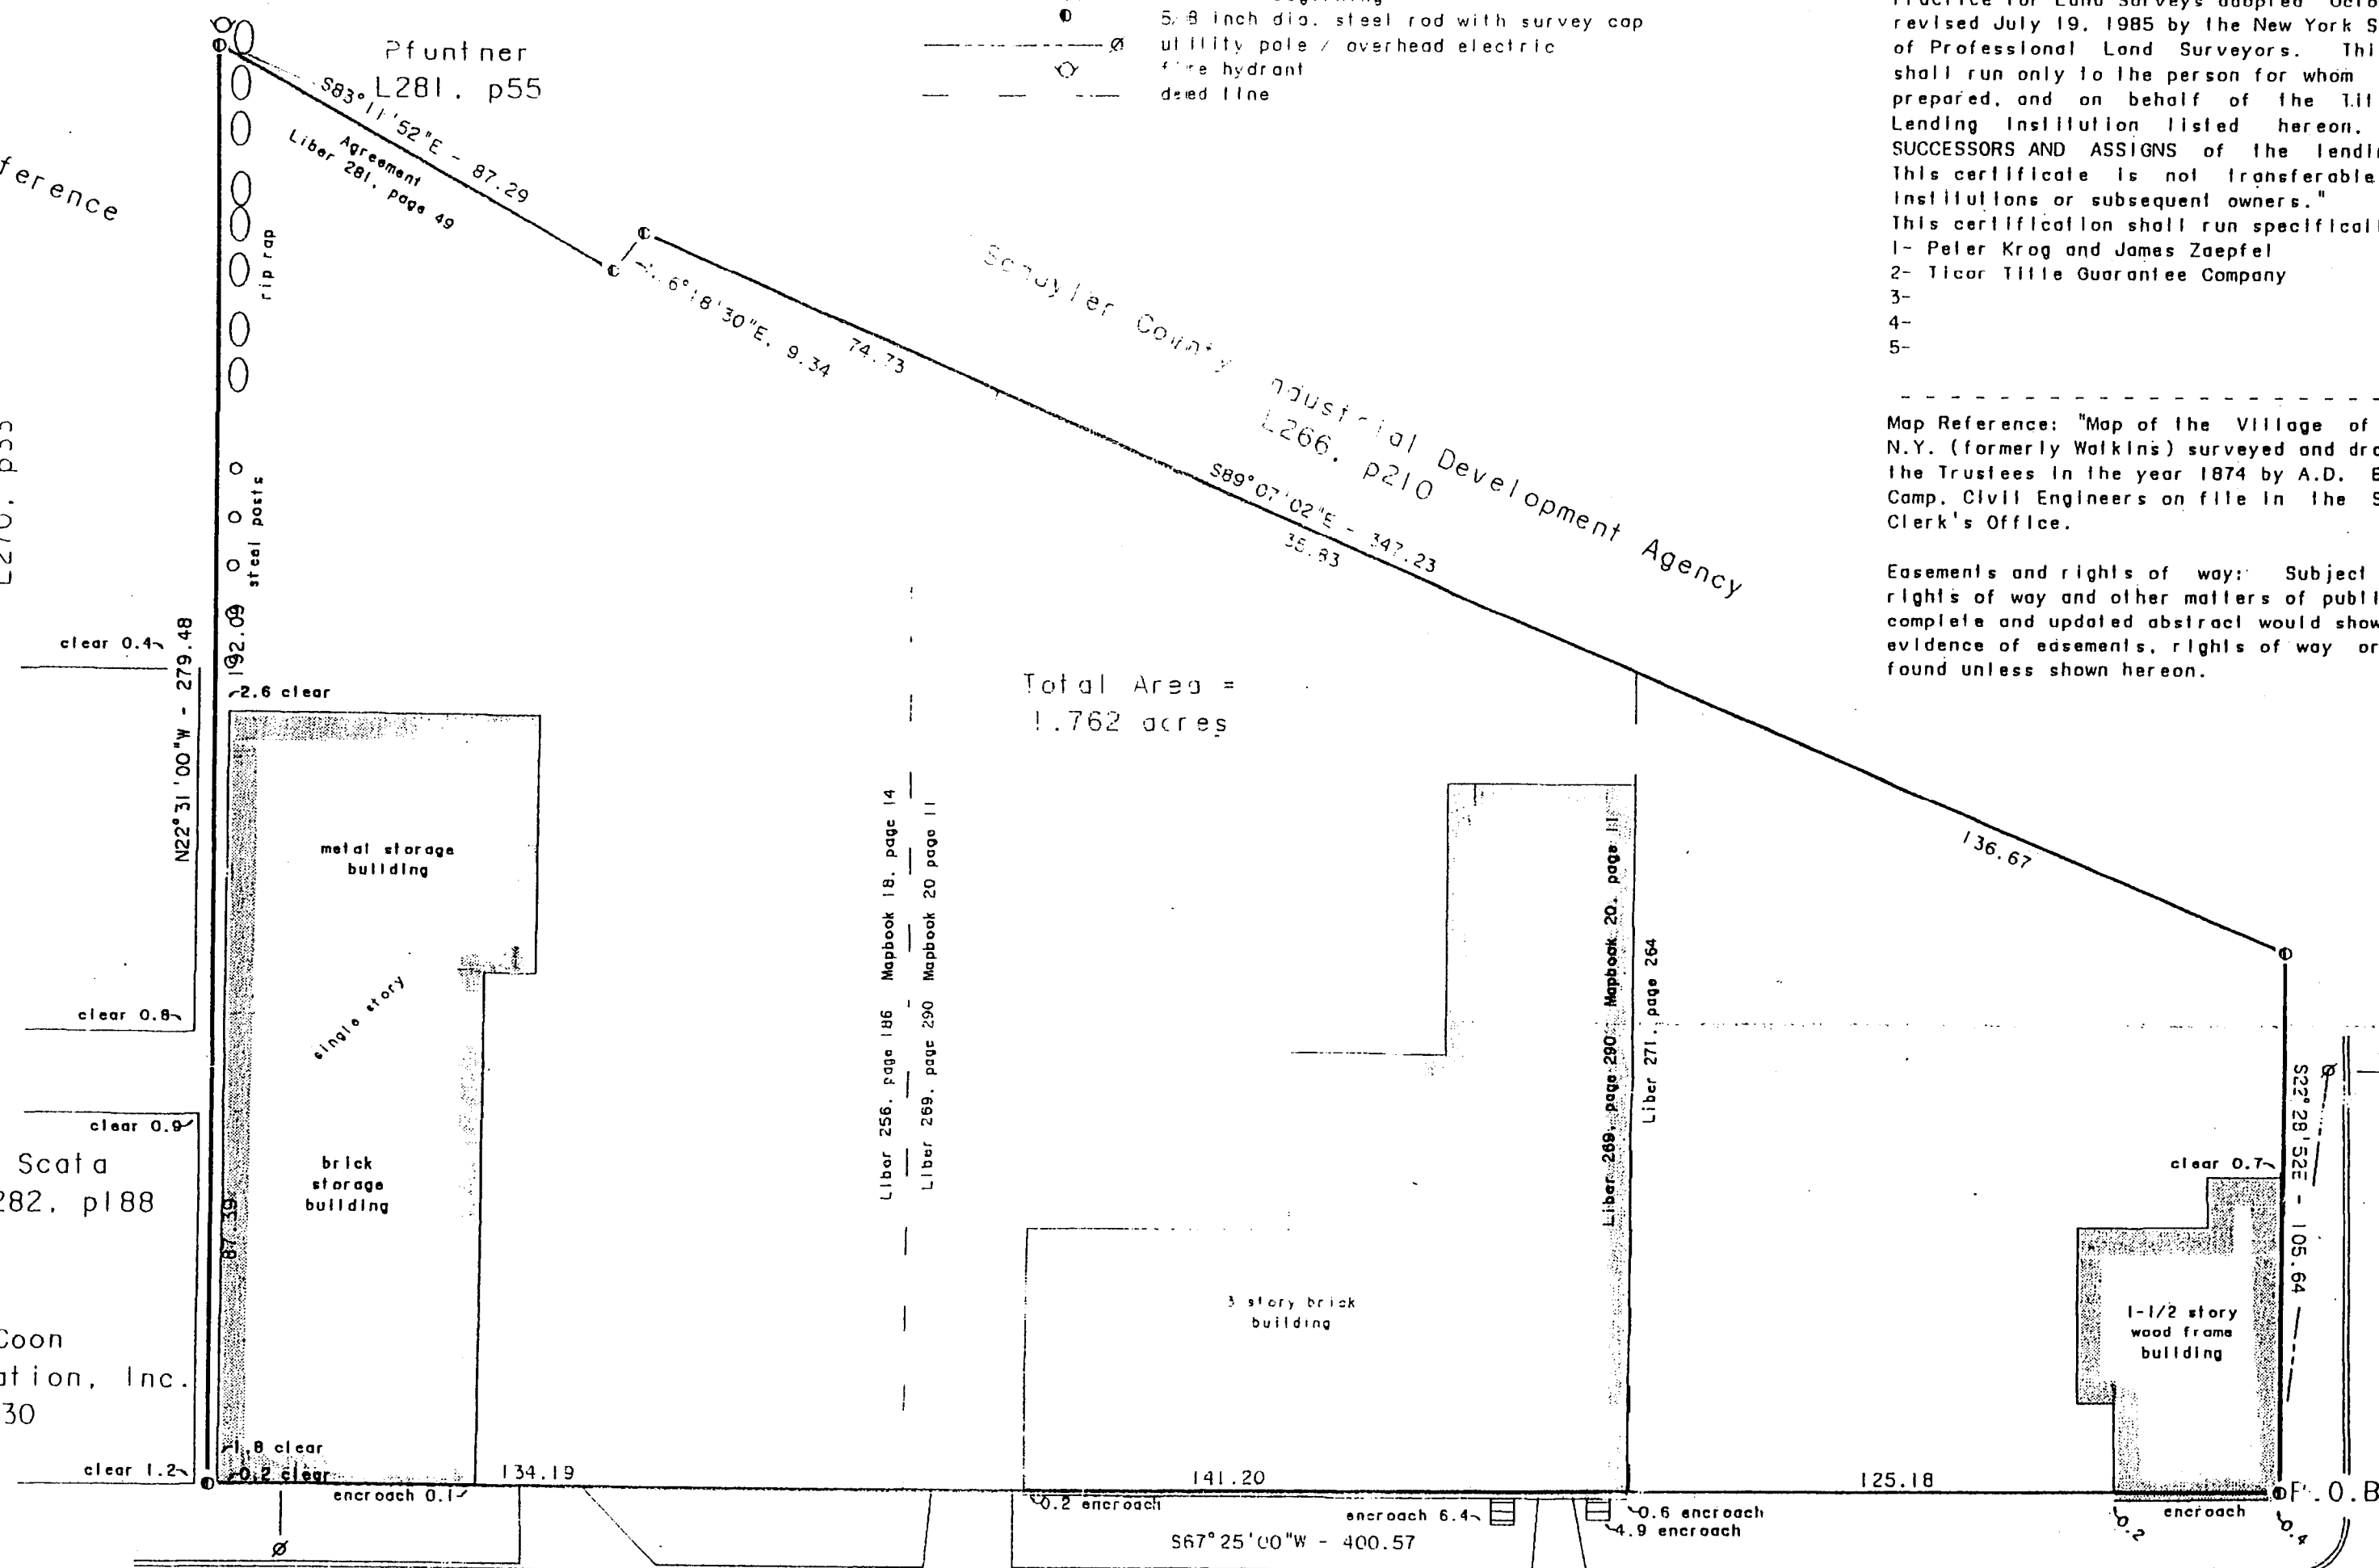 5/8 inch dia. steel rod with survey cap
utility pole / overhead electric
fire hydrant
deed line
revised July 19, 1985 by the New York S
of Professional Land Surveyors. Thi
shall run only to the person for whom
prepared, and on behalf of the Tit
Lending Institution listed hereon.
SUCCESSORS AND ASSIGNS of the lendi
This certificate is not transferable
institutions or subsequent owners."
This certification shall run specificall
1- Peter Krog and James Zaepfel
2- Ticor Title Guarantee Company
3-
4-
5-
Map Reference: "Map of the Village of
N.Y. (formerly Watkins) surveyed and dra
the Trustees in the year 1874 by A.D. B
Camp, Civil Engineers on file in the S
Clerk's Office.
Easements and rights of way: Subject
rights of way and other matters of publi
complete and updated abstract would show
evidence of easements, rights of way or
found unless shown hereon.
Pfuntner
L281, p55
S83°11'52"E - 87.29
Agreement
Liber 281, page 49
ference
rip rap
6°18'30"E, 9.34
74.73
Schuyler County Industrial Development Agency
L266, p210
S89°07'02"E - 347.23
35.83
136.67
L270, p55
steel posts
192.09
N22°31'00"W - 279.48
clear 0.4
2.6 clear
Total Area =
1.762 acres
metal storage
building
single story
clear 0.8
clear 0.9
Scata
282, p188
brick
storage
building
87.39
Coon
ation, Inc.
30
1.8 clear
clear 1.2
0.2 clear
encroach 0.1
134.19
Liber 256, page 186 Mapbook 18, page 14
Liber 269, page 290 Mapbook 20 page 11
Liber 269, page 290 Mapbook 20, page 11
Liber 271, page 264
3 story brick
building
141.20
0.2 encroach
encroach 6.4
0.6 encroach
4.9 encroach
S67°25'00"W - 400.57
125.18
S22°28'52E - 105.64
clear 0.7
1-1/2 story
wood frame
building
P.O.B
encroach
0.2
0.4